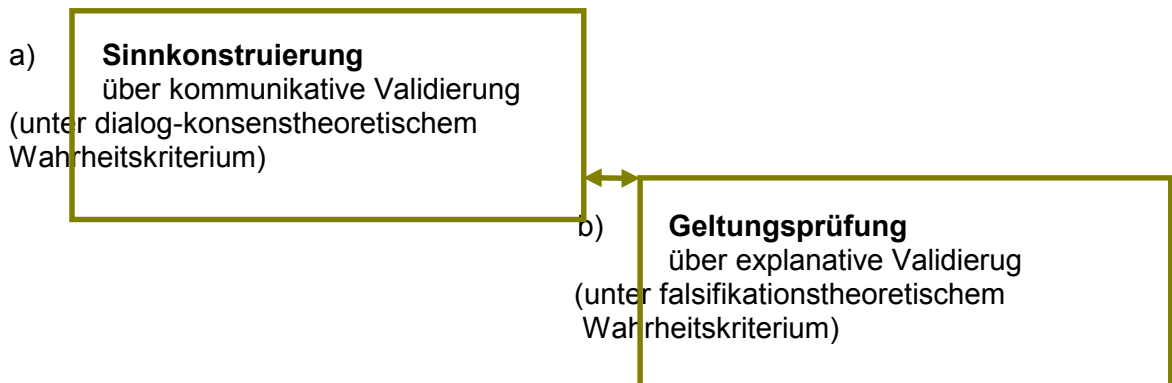 a) Sinnkonstruierung
über kommunikative Validierung
(unter dialog-konsenstheoretischem
Wahrheitskriterium)
b) Geltungsprüfung
über explanative Validierug
(unter falsifikationstheoretischem
Wahrheitskriterium)